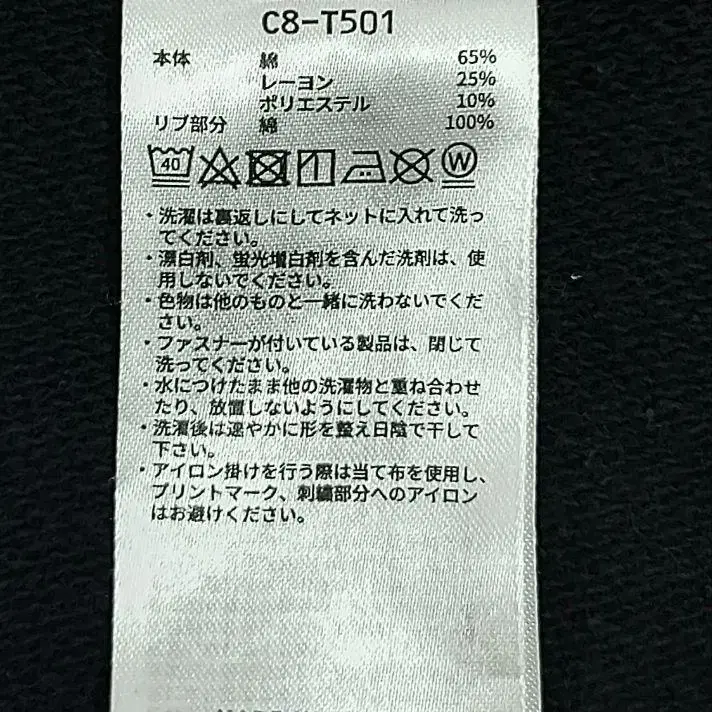 C8-T501
本体 綿 65%
レーヨン 25%
ポリエステル 10%
リブ部分 綿 100%
40 W
・洗濯は裏返しにしてネットに入れて洗っ
てください。
・漂白剤、蛍光増白剤を含んだ洗剤は、使
用しないでください。
・色物は他のものと一緒に洗わないでくだ
さい。
・ファスナーが付いている製品は、閉じて
洗ってください。
・水につけたまま他の洗濯物と重ね合わせ
たり、放置しないようにしてください。
・洗濯後は速やかに形を整え日陰で干して
下さい。
・アイロン掛けを行う際は当て布を使用し、
プリントマーク、刺繍部分へのアイロン
はお避けください。